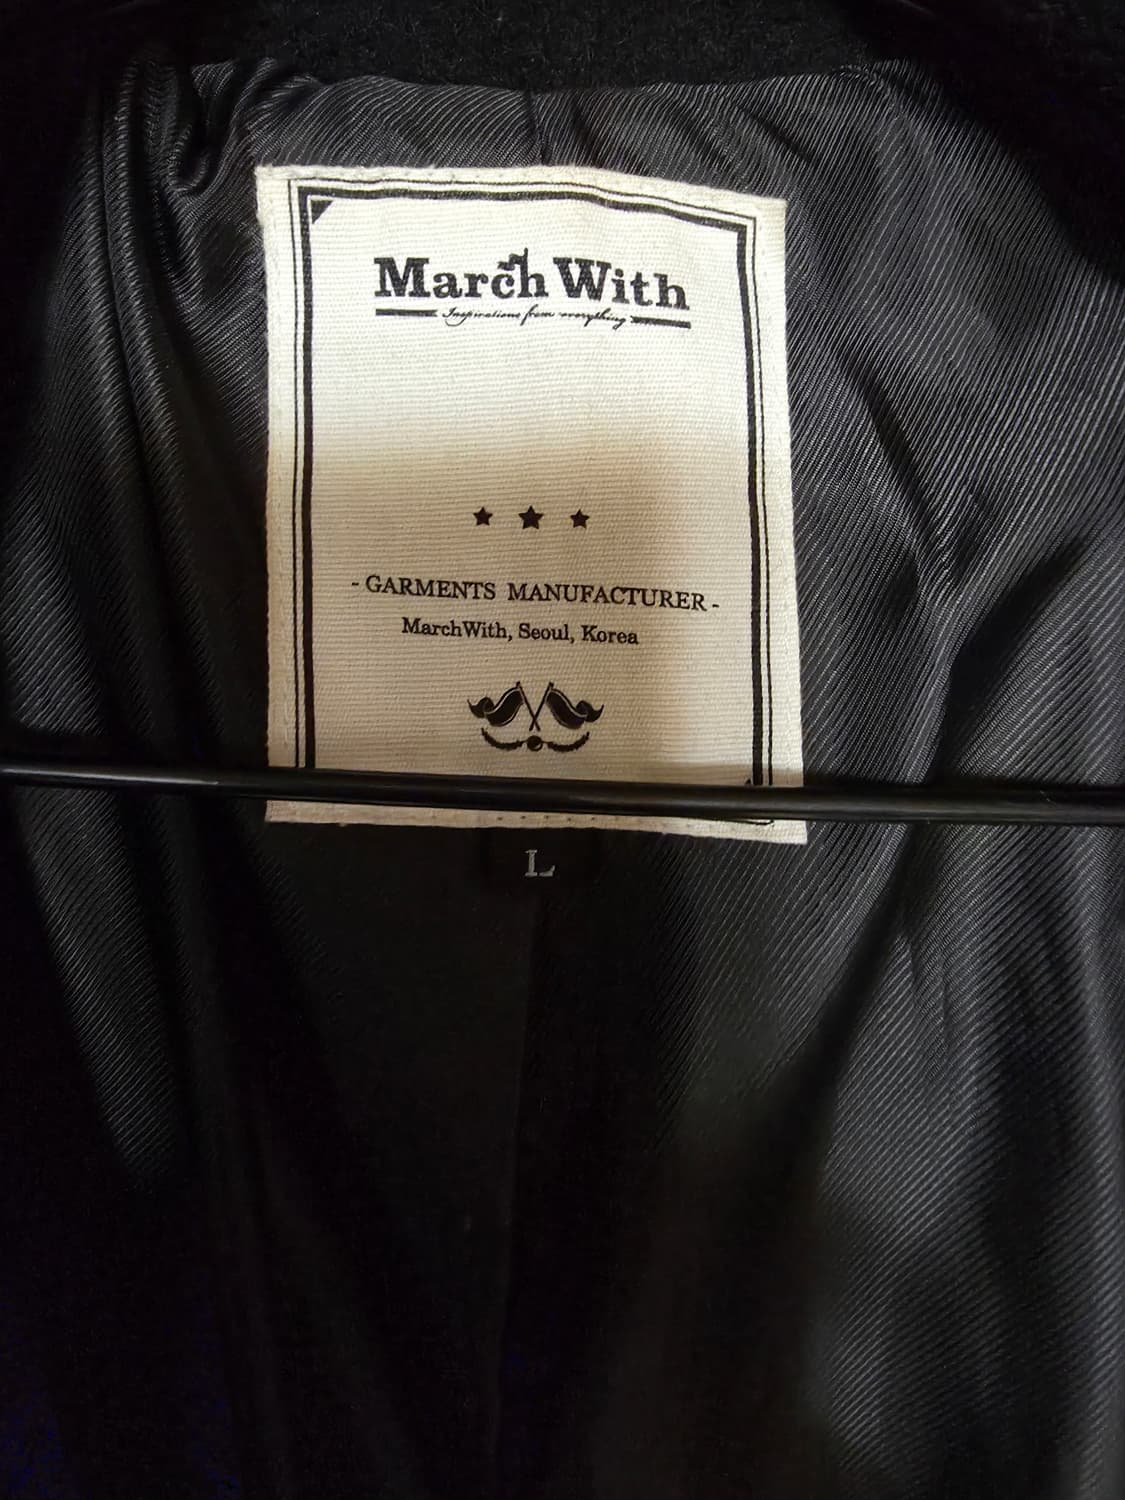 March With
Inspirations from everything
- GARMENTS MANUFACTURER -
MarchWith, Seoul, Korea
L